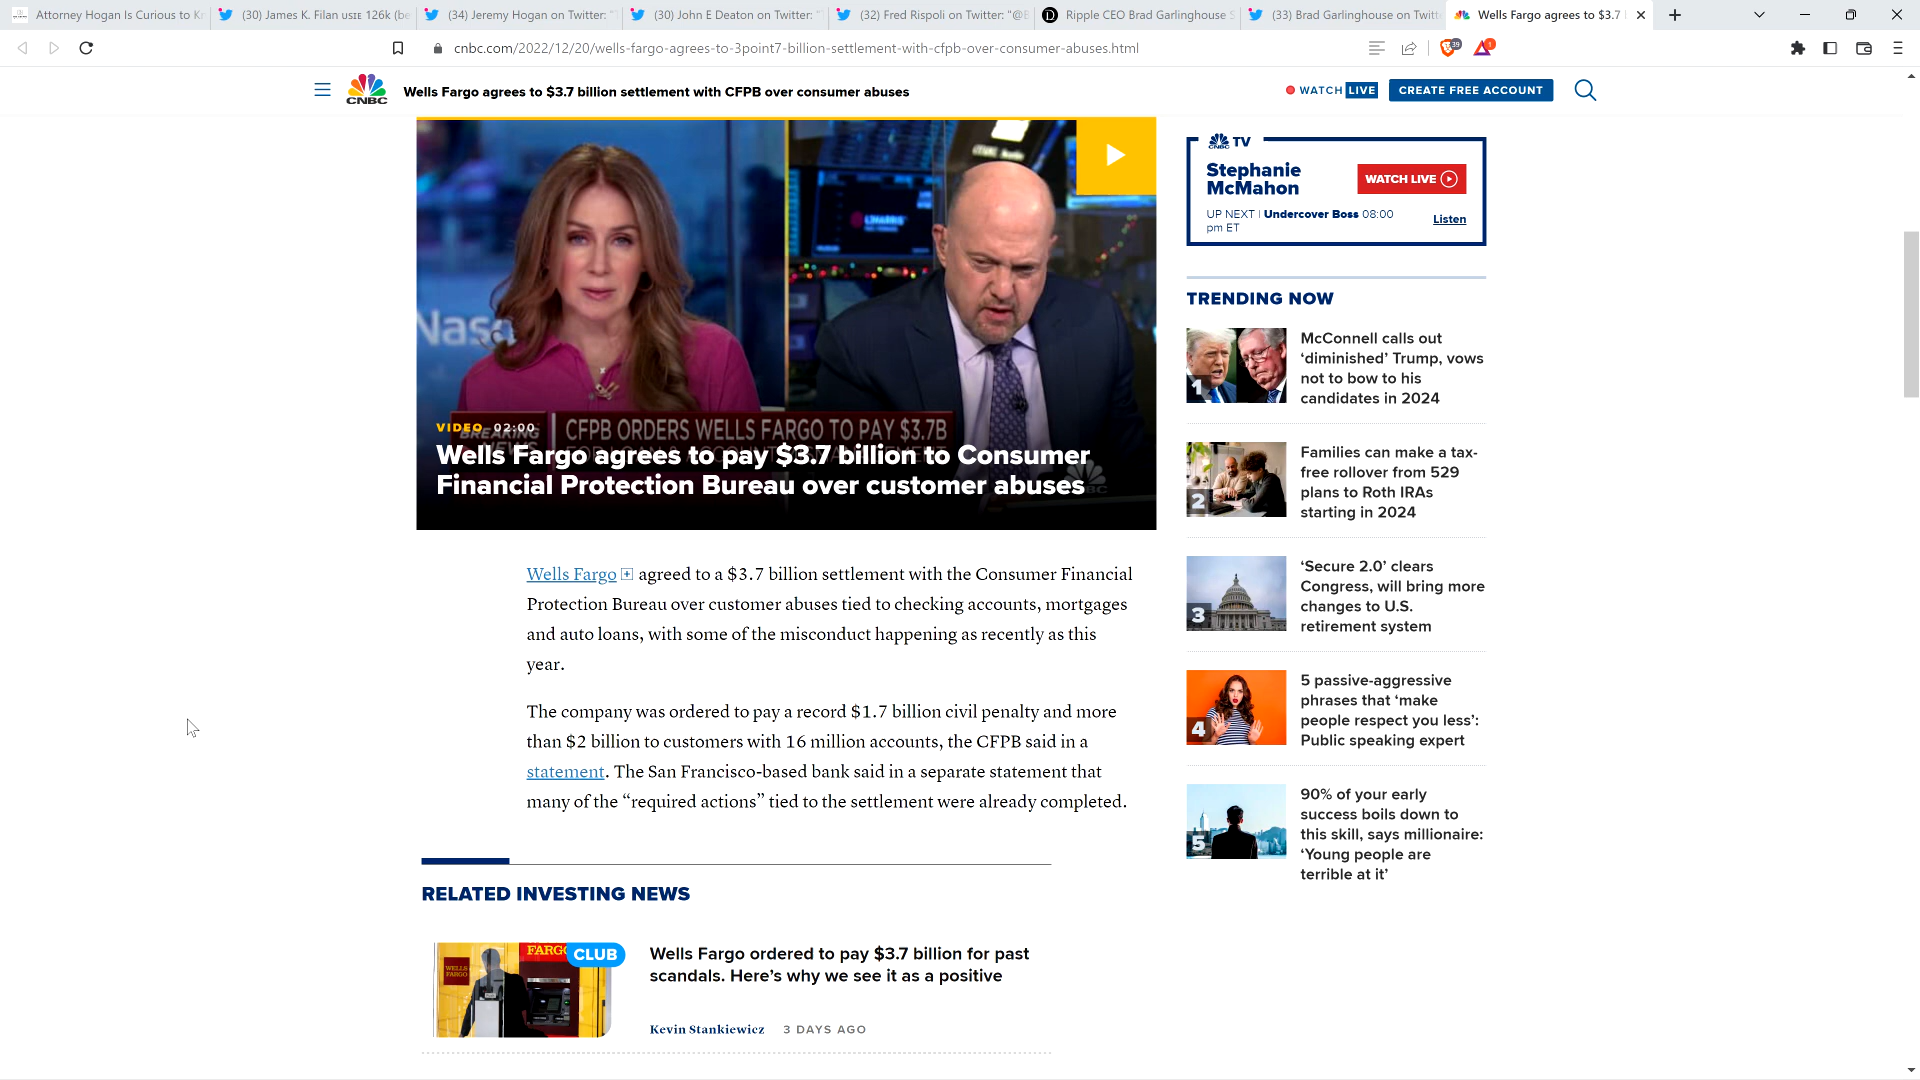 Attorney Hogan Is Curious to K
(30) James K. Filan 126k (be
(34) Jeremy Hogan on Twitter: "
(30) John E Deaton on Twitter: "
(32) Fred Rispoli on Twitter: "@
Ripple CEO Brad Garlinghouse S
(33) Brad Garlinghouse on Twitt
Wells Fargo agrees to $3.7
cnbc.com/2022/12/20/wells-fargo-agrees-to-3point7-billion-settlement-with-cfpb-over-consumer-abuses.html
39
1
CNBC
Wells Fargo agrees to $3.7 billion settlement with CFPB over consumer abuses
WATCH LIVE
CREATE FREE ACCOUNT
Nasd
BREAKING
NEWS
CFPB ORDERS WELLS FARGO TO PAY $3.7B
VIDEO 02:00
Wells Fargo agrees to pay $3.7 billion to Consumer
Financial Protection Bureau over customer abuses
Wells Fargo agreed to a $3.7 billion settlement with the Consumer Financial
Protection Bureau over customer abuses tied to checking accounts, mortgages
and auto loans, with some of the misconduct happening as recently as this
year.
The company was ordered to pay a record $1.7 billion civil penalty and more
than $2 billion to customers with 16 million accounts, the CFPB said in a
statement. The San Francisco-based bank said in a separate statement that
many of the “required actions” tied to the settlement were already completed.
RELATED INVESTING NEWS
WELLS
FARGO
FARGO
CLUB
Wells Fargo ordered to pay $3.7 billion for past
scandals. Here’s why we see it as a positive
Kevin Stankiewicz 3 DAYS AGO
CNBC TV
Stephanie
McMahon
WATCH LIVE
UP NEXT | Undercover Boss 08:00
pm ET
Listen
TRENDING NOW
1
McConnell calls out
‘diminished’ Trump, vows
not to bow to his
candidates in 2024
2
Families can make a tax-
free rollover from 529
plans to Roth IRAs
starting in 2024
3
‘Secure 2.0’ clears
Congress, will bring more
changes to U.S.
retirement system
4
5 passive-aggressive
phrases that ‘make
people respect you less’:
Public speaking expert
5
90% of your early
success boils down to
this skill, says millionaire:
‘Young people are
terrible at it’